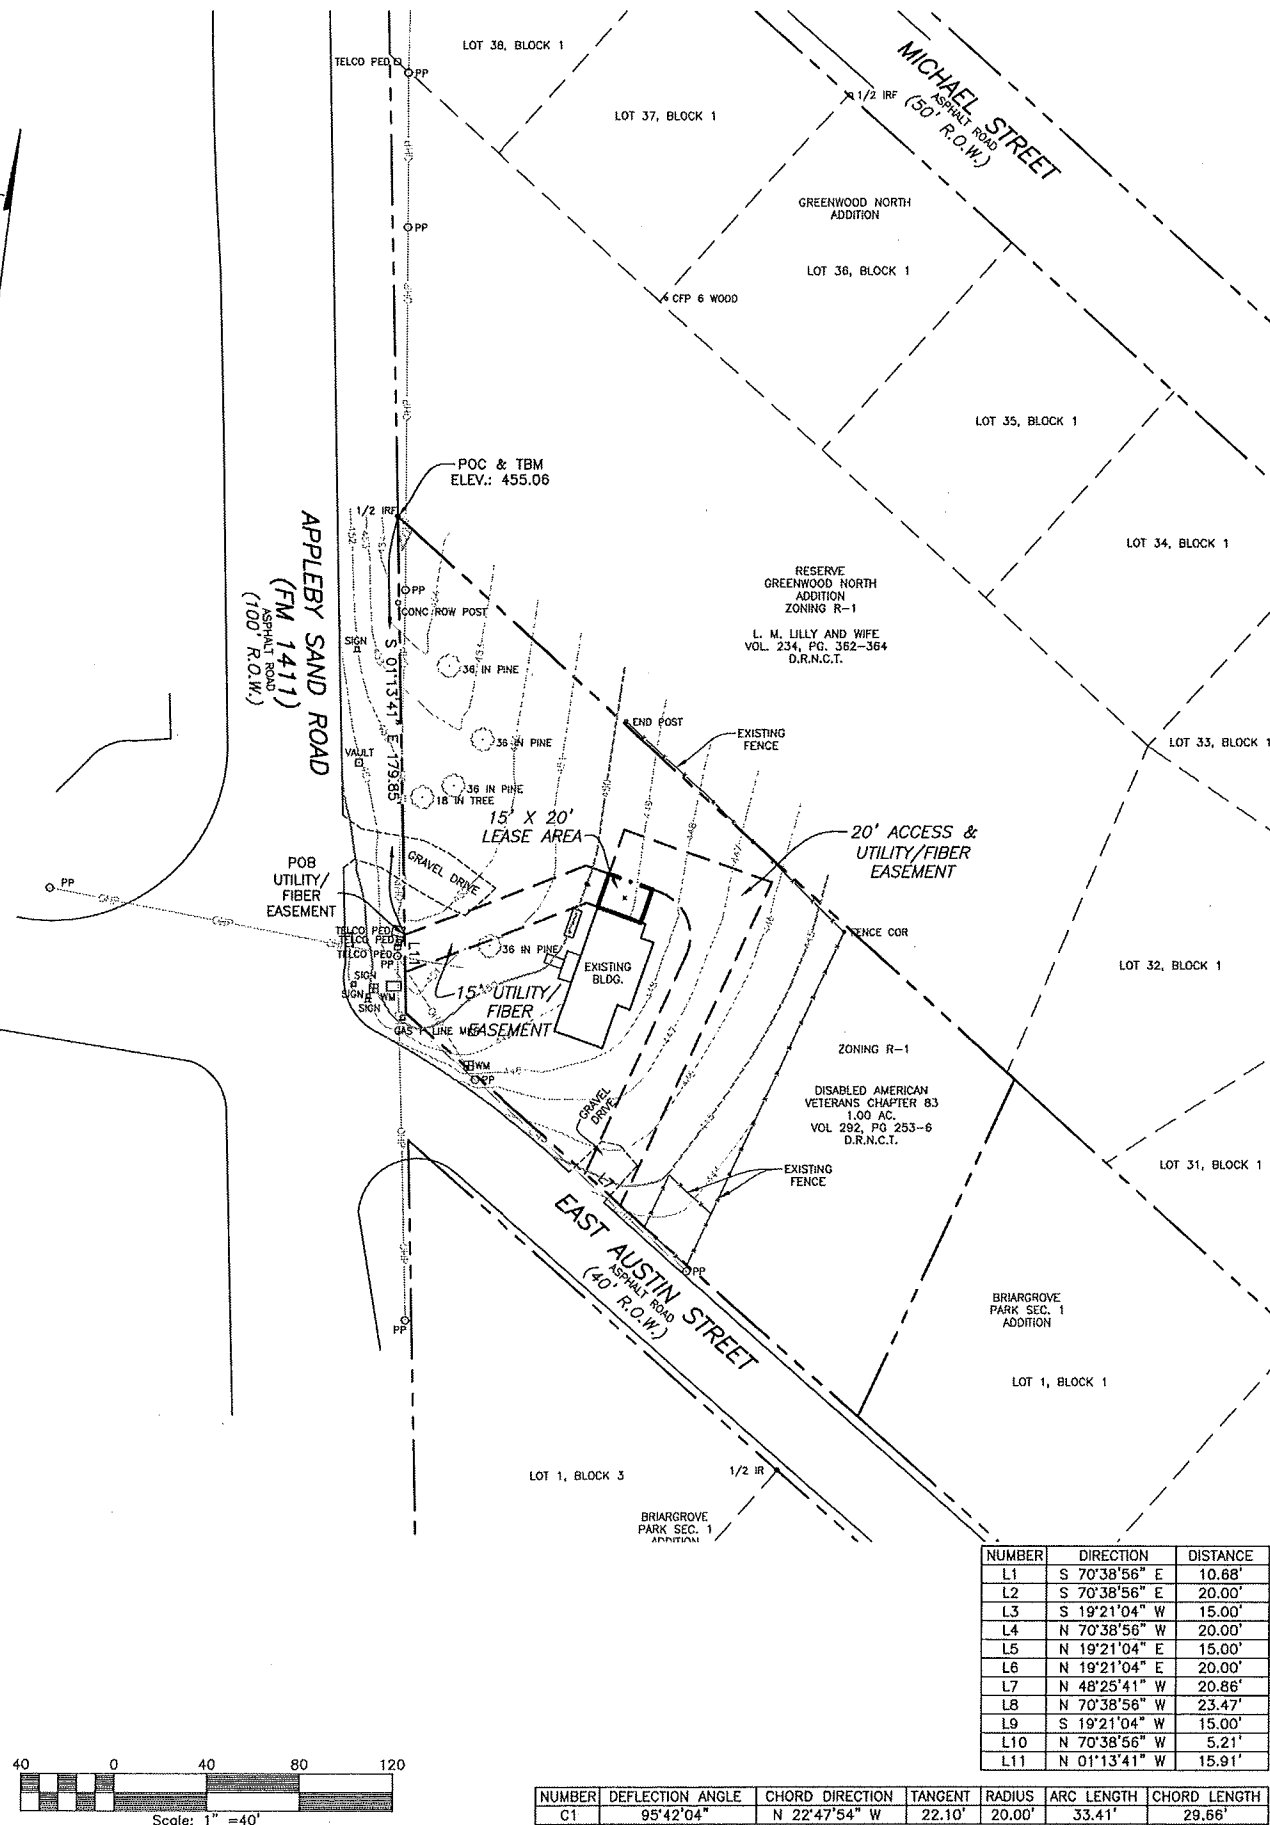 LOT 38, BLOCK 1
TELCO PED
PP
LOT 37, BLOCK 1
1/2 IRF
MICHAEL STREET
ASPHALT ROAD
(50' R.O.W.)
PP
GREENWOOD NORTH
ADDITION
LOT 36, BLOCK 1
CFP 6 WOOD
LOT 35, BLOCK 1
POC & TBM
ELEV.: 455.06
1/2 IRF
LOT 34, BLOCK 1
APPLEBY SAND ROAD
(FM 1411)
ASPHALT ROAD
(100' R.O.W.)
PP
CONC ROW POST
RESERVE
GREENWOOD NORTH
ADDITION
ZONING R-1
L. M. LILLY AND WIFE
VOL. 234, PG. 362-364
D.R.N.C.T.
SIGN
S 01°13'41" E 179.85'
36 IN PINE
END POST
EXISTING
FENCE
36 IN PINE
LOT 33, BLOCK 1
VAULT
36 IN PINE
18 IN TREE
15' X 20'
LEASE AREA
20' ACCESS &
UTILITY/FIBER
EASEMENT
GRAVEL DRIVE
POB
UTILITY/
FIBER
EASEMENT
PP
OHP
OHP
TELCO PED
TELCO PED
TELCO PED
PP
L11
36 IN PINE
FENCE COR
EXISTING
BLDG.
LOT 32, BLOCK 1
SIGN
SIGN
SIGN
WM
15' UTILITY/
FIBER
EASEMENT
WM
PP
ZONING R-1
DISABLED AMERICAN
VETERANS CHAPTER 83
1.00 AC.
VOL 292, PG 253-6
D.R.N.C.T.
GRAVEL
DRIVE
L7
EXISTING
FENCE
LOT 31, BLOCK 1
EAST AUSTIN STREET
ASPHALT ROAD
(40' R.O.W.)
PP
PP
BRIARGROVE
PARK SEC. 1
ADDITION
LOT 1, BLOCK 1
LOT 1, BLOCK 3
1/2 IR
BRIARGROVE
PARK SEC. 1
ADDITION
NUMBER DIRECTION DISTANCE
L1 S 70°38'56" E 10.68'
L2 S 70°38'56" E 20.00'
L3 S 19°21'04" W 15.00'
L4 N 70°38'56" W 20.00'
L5 N 19°21'04" E 15.00'
L6 N 19°21'04" E 20.00'
L7 N 48°25'41" W 20.86'
L8 N 70°38'56" W 23.47'
L9 S 19°21'04" W 15.00'
L10 N 70°38'56" W 5.21'
L11 N 01°13'41" W 15.91'
40 0 40 80 120
Scale: 1" =40'
NUMBER DEFLECTION ANGLE CHORD DIRECTION TANGENT RADIUS ARC LENGTH CHORD LENGTH
C1 95°42'04" N 22°47'54" W 22.10' 20.00' 33.41' 29.66'